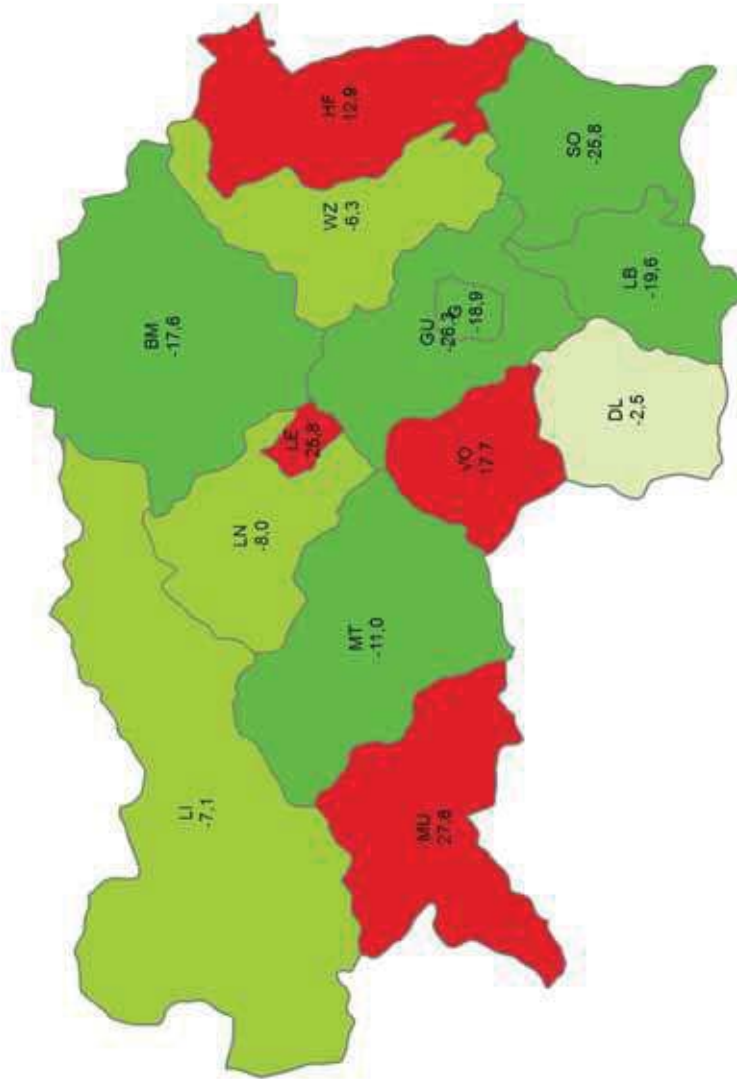 BM
-17,6
LI
-7,1
LN
-8,0
LE
25,8
WZ
-6,3
HF
12,9
MT
-11,0
MU
27,8
GU
-26,3
G
-18,9
VO
17,7
SO
-25,8
DL
-2,5
LB
-19,6